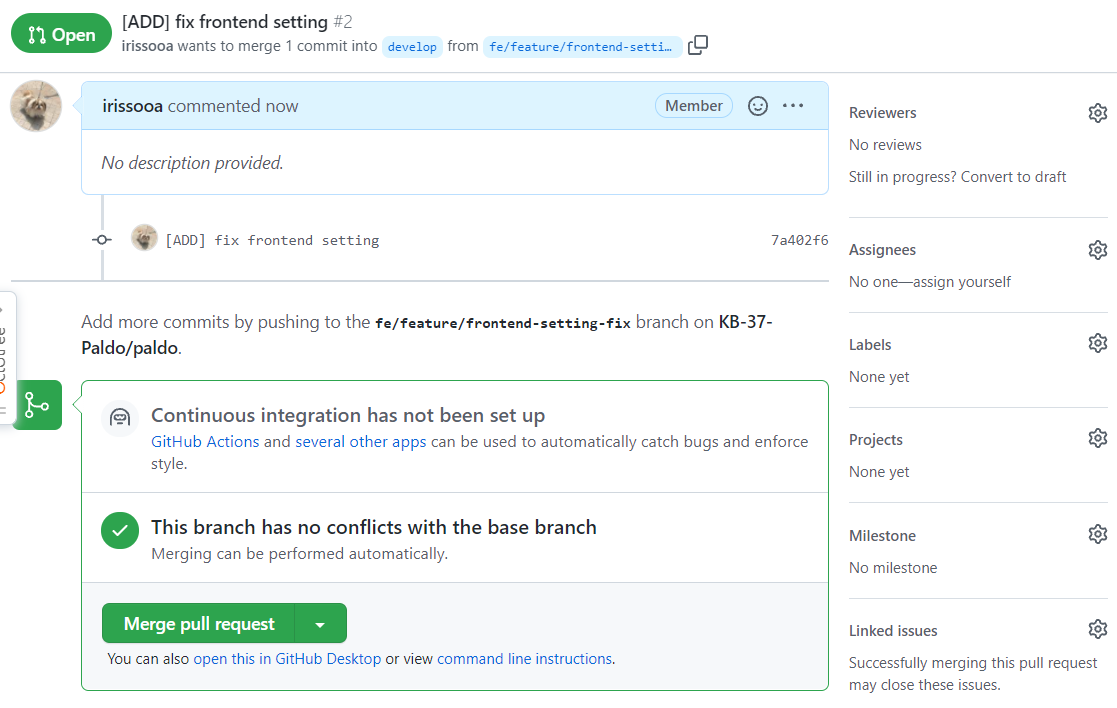 Open
[ADD] fix frontend setting #2
irissooa wants to merge 1 commit into develop from fe/feature/frontend-setti…
irissooa commented now
Member
No description provided.
[ADD] fix frontend setting
7a402f6
Add more commits by pushing to the fe/feature/frontend-setting-fix branch on KB-37-
Paldo/paldo.
Octotree
Continuous integration has not been set up
GitHub Actions and several other apps can be used to automatically catch bugs and enforce
style.
This branch has no conflicts with the base branch
Merging can be performed automatically.
Merge pull request
You can also open this in GitHub Desktop or view command line instructions.
Reviewers
No reviews
Still in progress? Convert to draft
Assignees
No one—assign yourself
Labels
None yet
Projects
None yet
Milestone
No milestone
Linked issues
Successfully merging this pull request
may close these issues.